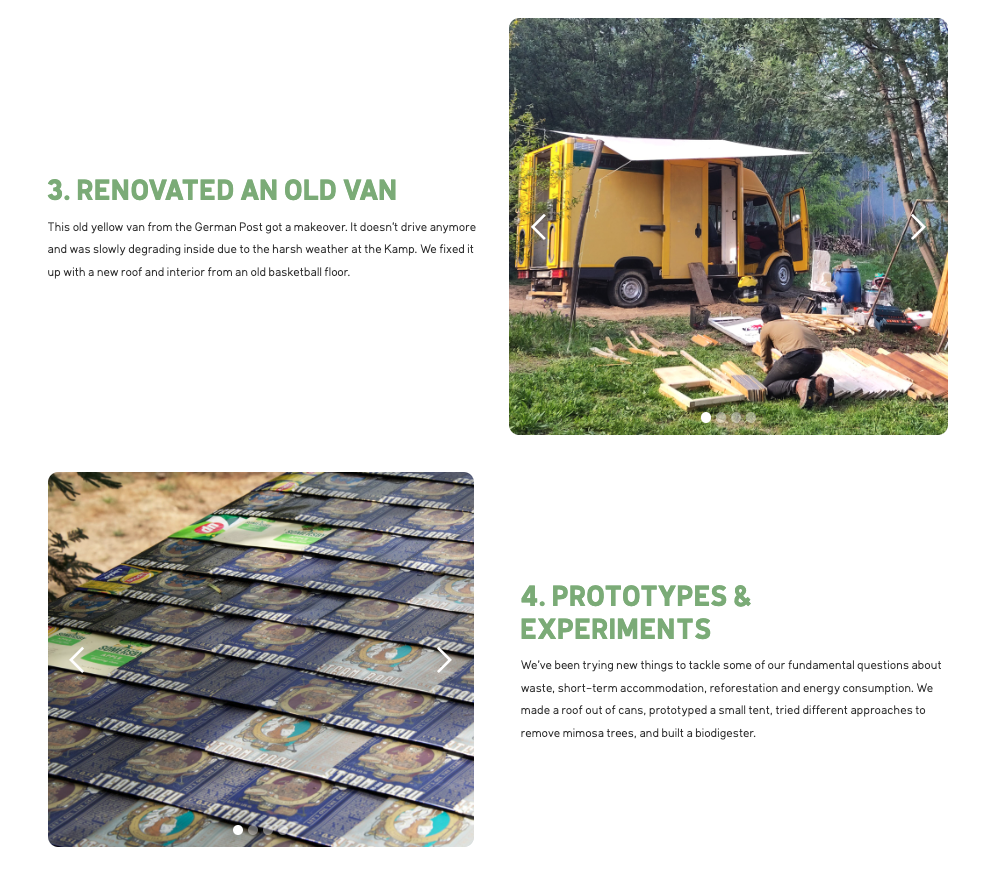 3. RENOVATED AN OLD VAN
This old yellow van from the German Post got a makeover. It doesn't drive anymore
and was slowly degrading inside due to the harsh weather at the Kamp. We fixed it
up with a new roof and interior from an old basketball floor.
4. PROTOTYPES &
EXPERIMENTS
We've been trying new things to tackle some of our fundamental questions about
waste, short-term accommodation, reforestation and energy consumption. We
made a roof out of cans, prototyped a small tent, tried different approaches to
remove mimosa trees, and built a biodigester.